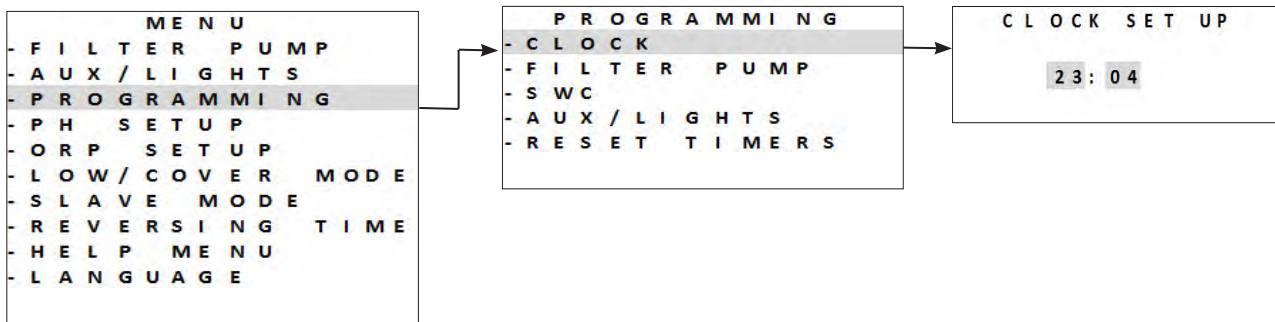 MENU
- FILTER PUMP
- AUX/LIGHTS
- PROGRAMMING
- PH SETUP
- ORP SETUP
- LOW/COVER MODE
- SLAVE MODE
- REVERSING TIME
- HELP MENU
- LANGUAGE
PROGRAMMING
- CLOCK
- FILTER PUMP
- SWC
- AUX/LIGHTS
- RESET TIMERS
CLOCK SET UP
23: 04